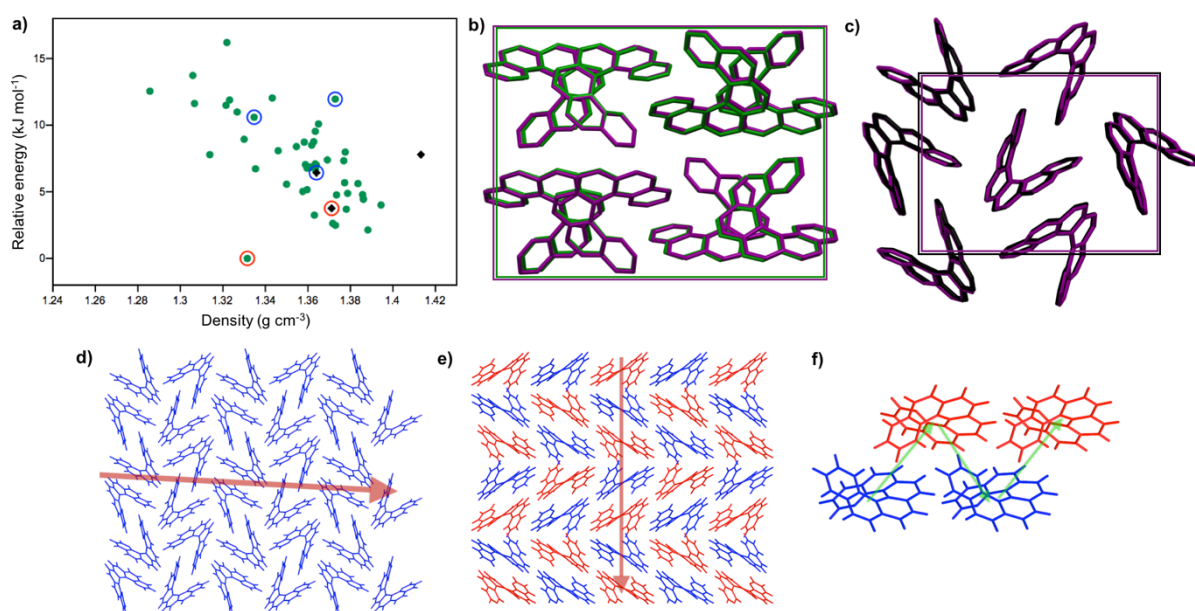 a)
15
10
5
0
Relative energy (kJ mol⁻¹)
1.24 1.26 1.28 1.3 1.32 1.34 1.36 1.38 1.4 1.42
Density (g cm⁻³)
b)
c)
d)
e)
f)